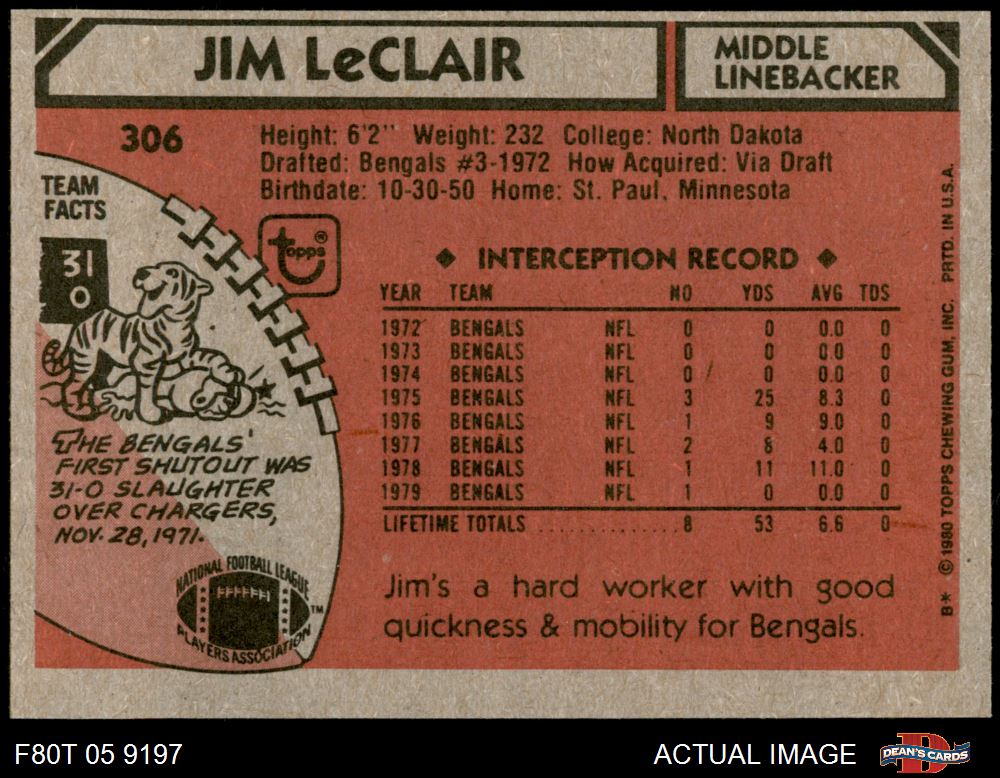 JIM LeCLAIR
MIDDLE
LINEBACKER
306
Height: 6'2" Weight: 232 College: North Dakota
Drafted: Bengals #3-1972 How Acquired: Via Draft
Birthdate: 10-30-50 Home: St. Paul, Minnesota
TEAM
FACTS
31
0
topps®
THE BENGALS'
FIRST SHUTOUT WAS
31-0 SLAUGHTER
OVER CHARGERS,
NOV. 28, 1971.
NATIONAL FOOTBALL LEAGUE
PLAYERS ASSOCIATION
TM
◆ INTERCEPTION RECORD ◆
YEAR TEAM NO YDS AVG TDS
1972 BENGALS NFL 0 0 0.0 0
1973 BENGALS NFL 0 0 0.0 0
1974 BENGALS NFL 0 0 0.0 0
1975 BENGALS NFL 3 25 8.3 0
1976 BENGALS NFL 1 9 9.0 0
1977 BENGALS NFL 2 8 4.0 0
1978 BENGALS NFL 1 11 11.0 0
1979 BENGALS NFL 1 0 0.0 0
LIFETIME TOTALS ................ 8 53 6.6 0
Jim's a hard worker with good
quickness & mobility for Bengals.
B* © 1980 TOPPS CHEWING GUM, INC. PRTD. IN U.S.A.
F80T 05 9197
ACTUAL IMAGE
D
DEAN'S CARDS